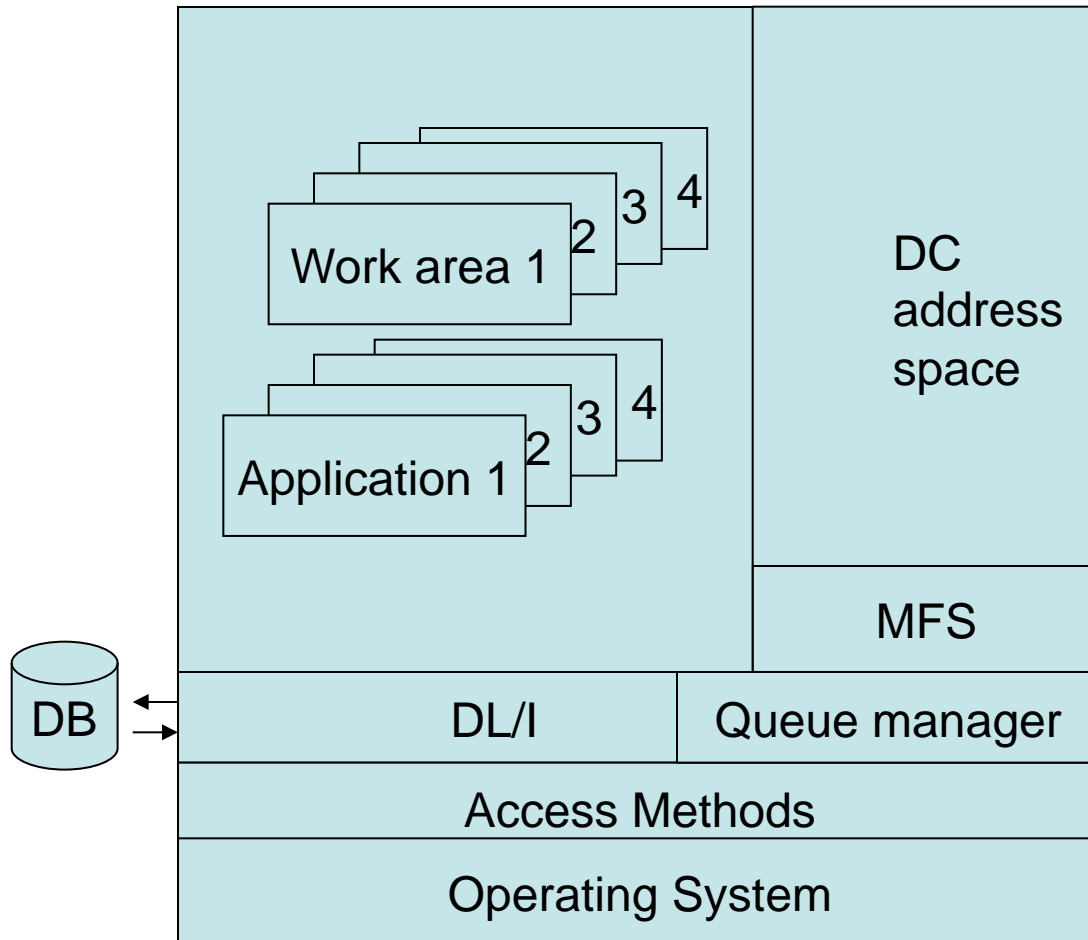 4
3
2
Work area 1
DC
address
space
4
3
2
Application 1
MFS
DB
DL/I
Queue manager
Access Methods
Operating System